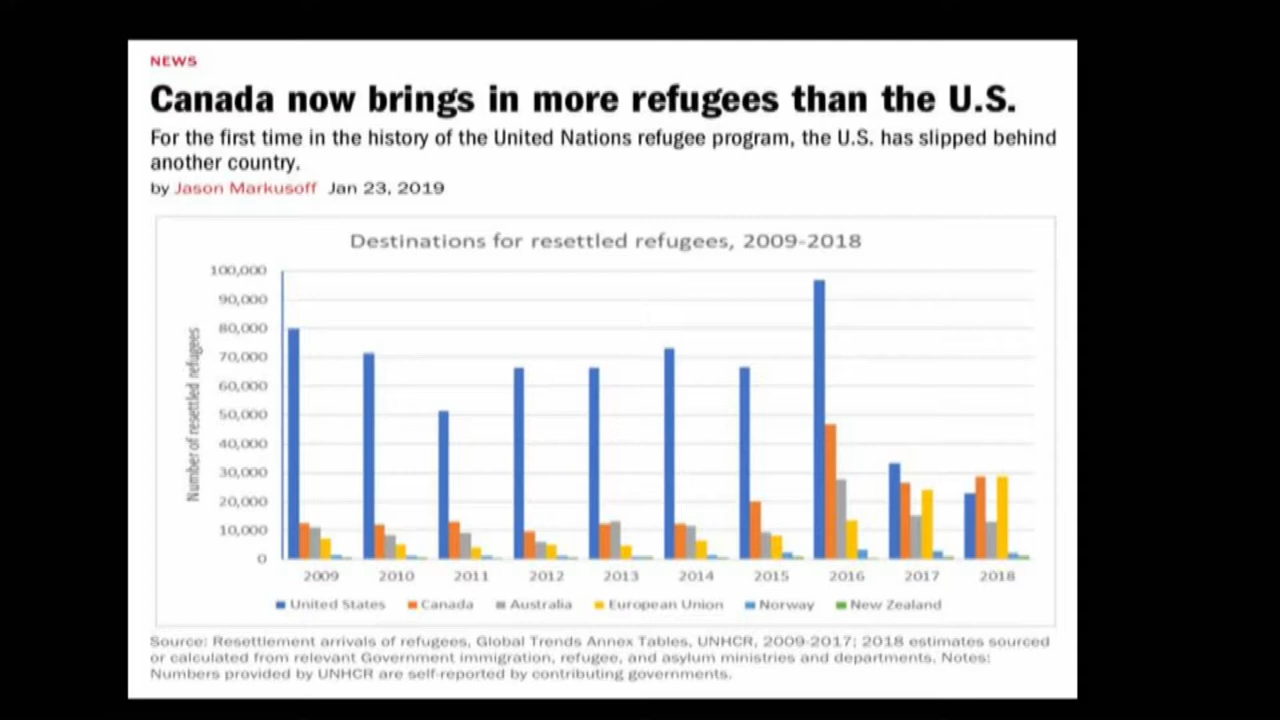 NEWS
Canada now brings in more refugees than the U.S.
For the first time in the history of the United Nations refugee program, the U.S. has slipped behind
another country.
by Jason Markusoff Jan 23, 2019
Destinations for resettled refugees, 2009-2018
Number of resettled refugees
100,000
90,000
80,000
70,000
60,000
50,000
40,000
30,000
20,000
10,000
0
2009 2010 2011 2012 2013 2014 2015 2016 2017 2018
United States Canada Australia European Union Norway New Zealand
Source: Resettlement arrivals of refugees, Global Trends Annex Tables, UNHCR, 2009-2017; 2018 estimates sourced
or calculated from relevant Government immigration, refugee, and asylum ministries and departments. Notes:
Numbers provided by UNHCR are self-reported by contributing governments.